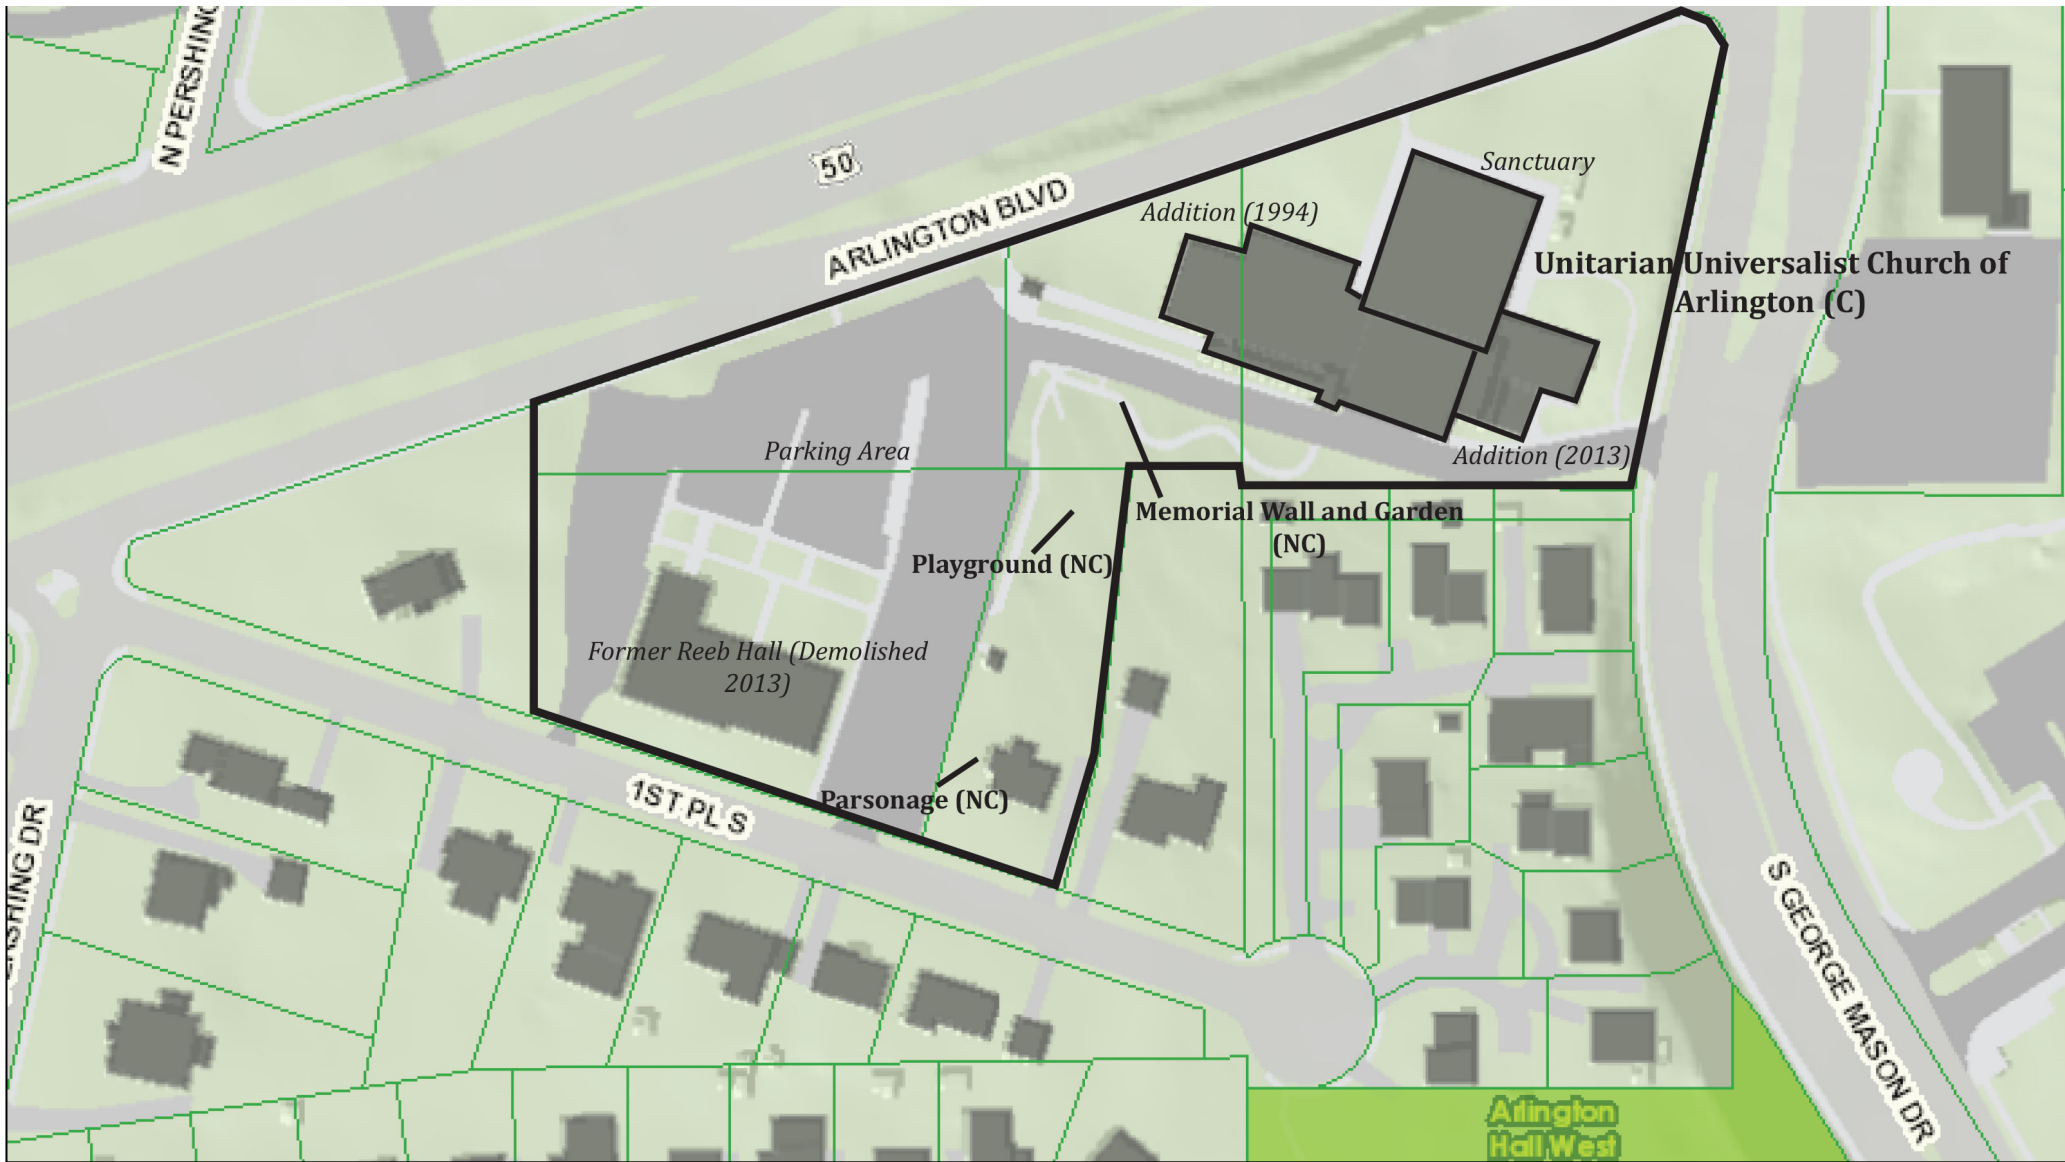 N PERSHING
50
ARLINGTON BLVD
Sanctuary
Addition (1994)
Unitarian Universalist Church of
Arlington (C)
Parking Area
Addition (2013)
Memorial Wall and Garden
(NC)
Playground (NC)
Former Reeb Hall (Demolished
2013)
Parsonage (NC)
1ST PL S
DR
S GEORGE MASON DR
Arlington
Hall West